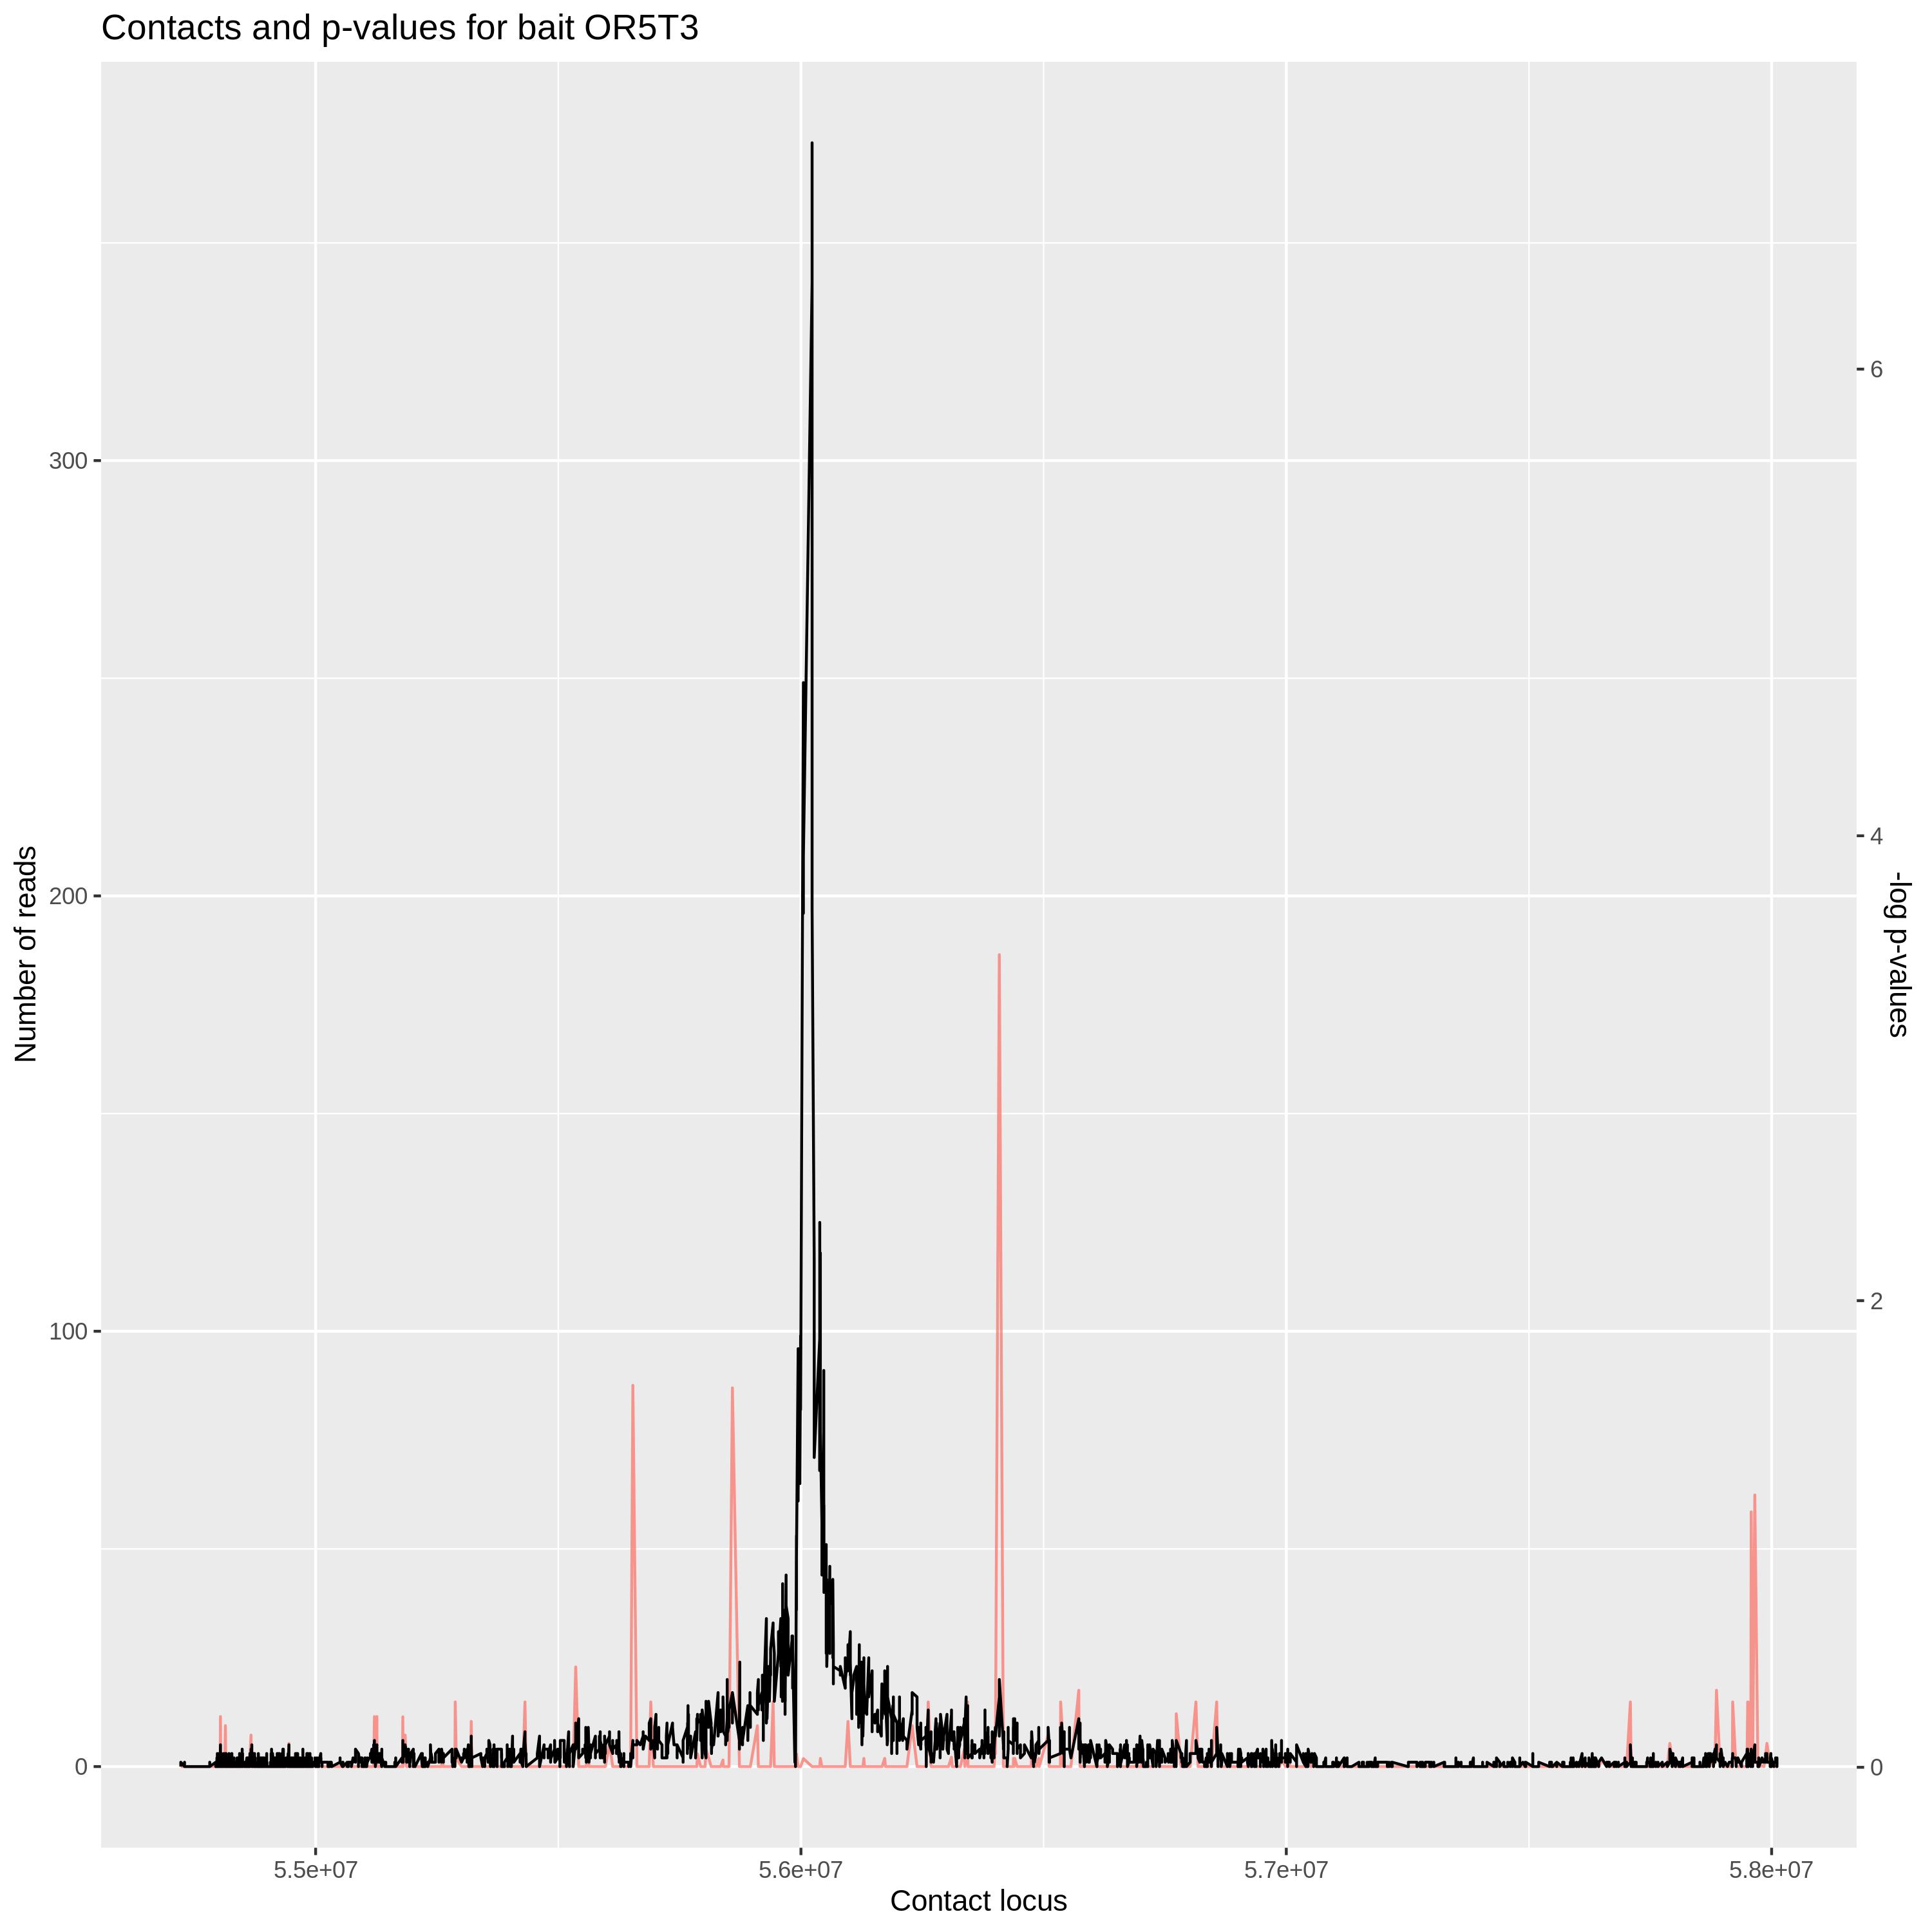 Contacts and p-values for bait OR5T3
Number of reads
300
200
100
0
6
4
2
0
-log p-values
5.5e+07
5.6e+07
5.7e+07
5.8e+07
Contact locus